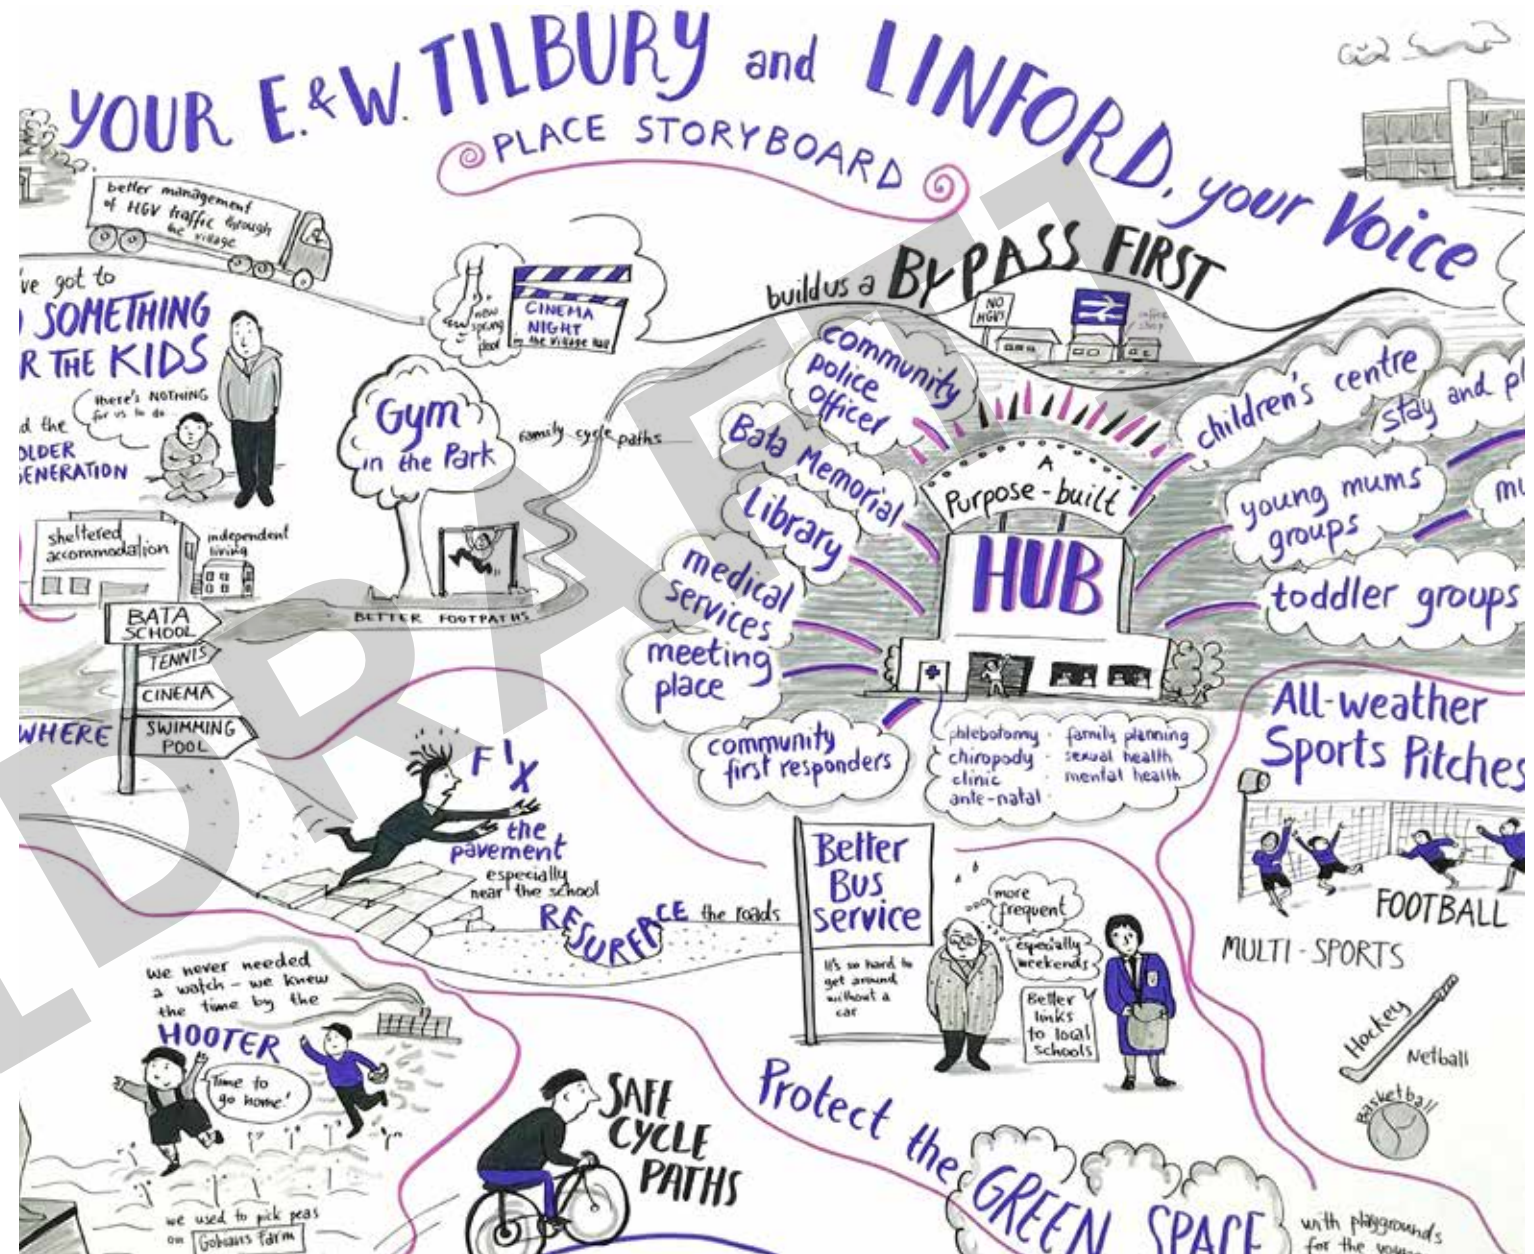 YOUR E.&W. TILBURY and LINFORD, your Voice
PLACE STORYBOARD
better management
of HGV traffic through
the village
've got to
SOMETHING
R THE KIDS
there's NOTHING
for us to do
d the
OLDER
GENERATION
sheltered
accommodation
independent
living
new
spring
floor
CINEMA
NIGHT
in the village hall
Gym
in the Park
family cycle paths
BETTER FOOTPATHS
build us a BYPASS FIRST
NO
HGVs
coffee
shop
community
police
officer
Bata Memorial
Library
medical
services
meeting
place
community
first responders
A
Purpose-built
HUB
children's centre
stay and pl
young mums
groups
mu
toddler groups
phlebotomy · family planning
chiropody · sexual health
clinic · mental health
ante-natal ·
BATA
SCHOOL
TENNIS
CINEMA
WHERE
SWIMMING
POOL
FIX
the
pavement
especially
near the school
RESURFACE the roads
Better
BUS
service
It's so hard to
get around
without a
car
more
frequent
especially
weekends
Better
links
to local
schools
All-weather
Sports Pitches
FOOTBALL
MULTI-SPORTS
Hockey
Netball
Basketball
we never needed
a watch – we knew
the time by the
HOOTER
Time to
go home!
we used to pick peas
on Gobions Farm
SAFE
CYCLE
PATHS
Protect the
GREEN SPACE
with playgrounds
for the young
DRAFT